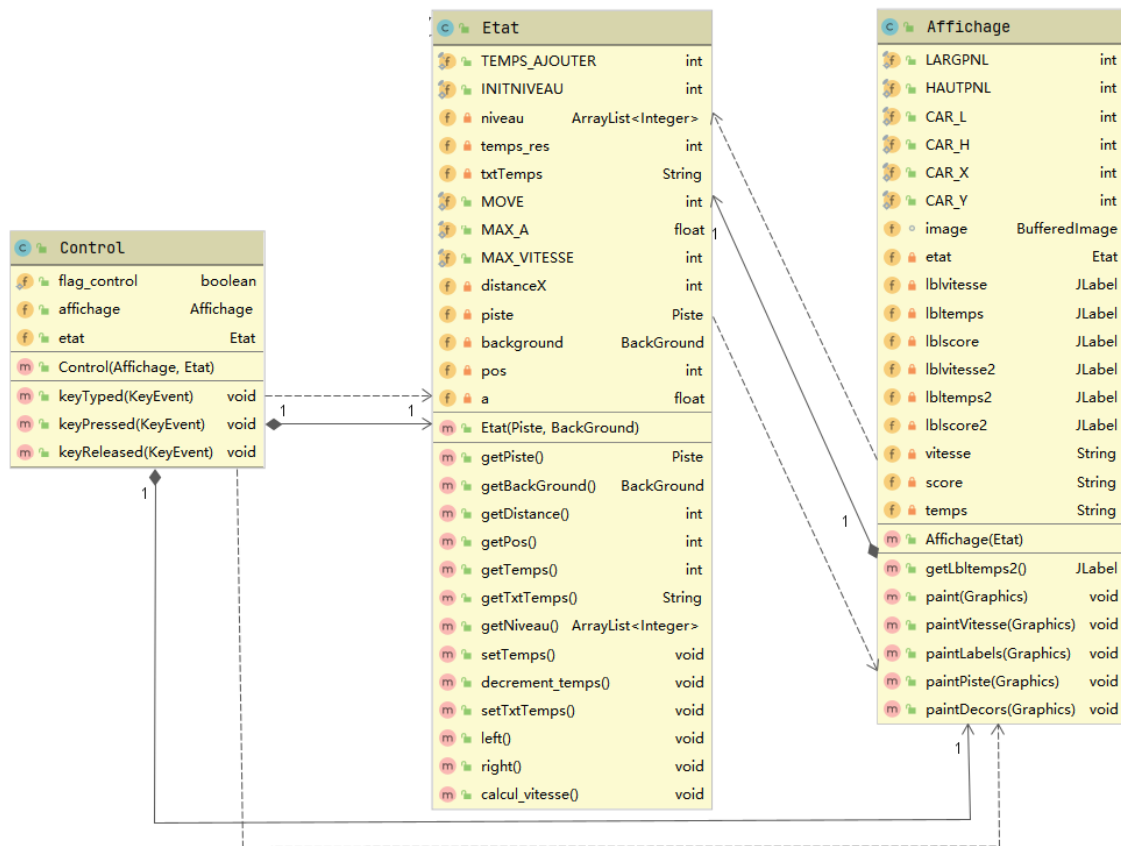 Control
flag_control boolean
affichage Affichage
etat Etat
Control(Affichage, Etat)
keyTyped(KeyEvent) void
keyPressed(KeyEvent) void
keyReleased(KeyEvent) void
1
1
1
Etat
TEMPS_AJOUTER int
INITNIVEAU int
niveau ArrayList<Integer>
temps_res int
txtTemps String
MOVE int
MAX_A float
MAX_VITESSE int
distanceX int
piste Piste
background BackGround
pos int
a float
Etat(Piste, BackGround)
getPiste() Piste
getBackGround() BackGround
getDistance() int
getPos() int
getTemps() int
getTxtTemps() String
getNiveau() ArrayList<Integer>
setTemps() void
decrement_temps() void
setTxtTemps() void
left() void
right() void
calcul_vitesse() void
1
1
Affichage
LARGPNL int
HAUTPNL int
CAR_L int
CAR_H int
CAR_X int
CAR_Y int
image BufferedImage
etat Etat
lblvitesse JLabel
lbltemps JLabel
lblscore JLabel
lblvitesse2 JLabel
lbltemps2 JLabel
lblscore2 JLabel
vitesse String
score String
temps String
Affichage(Etat)
getLbltemps2() JLabel
paint(Graphics) void
paintVitesse(Graphics) void
paintLabels(Graphics) void
paintPiste(Graphics) void
paintDecors(Graphics) void
1